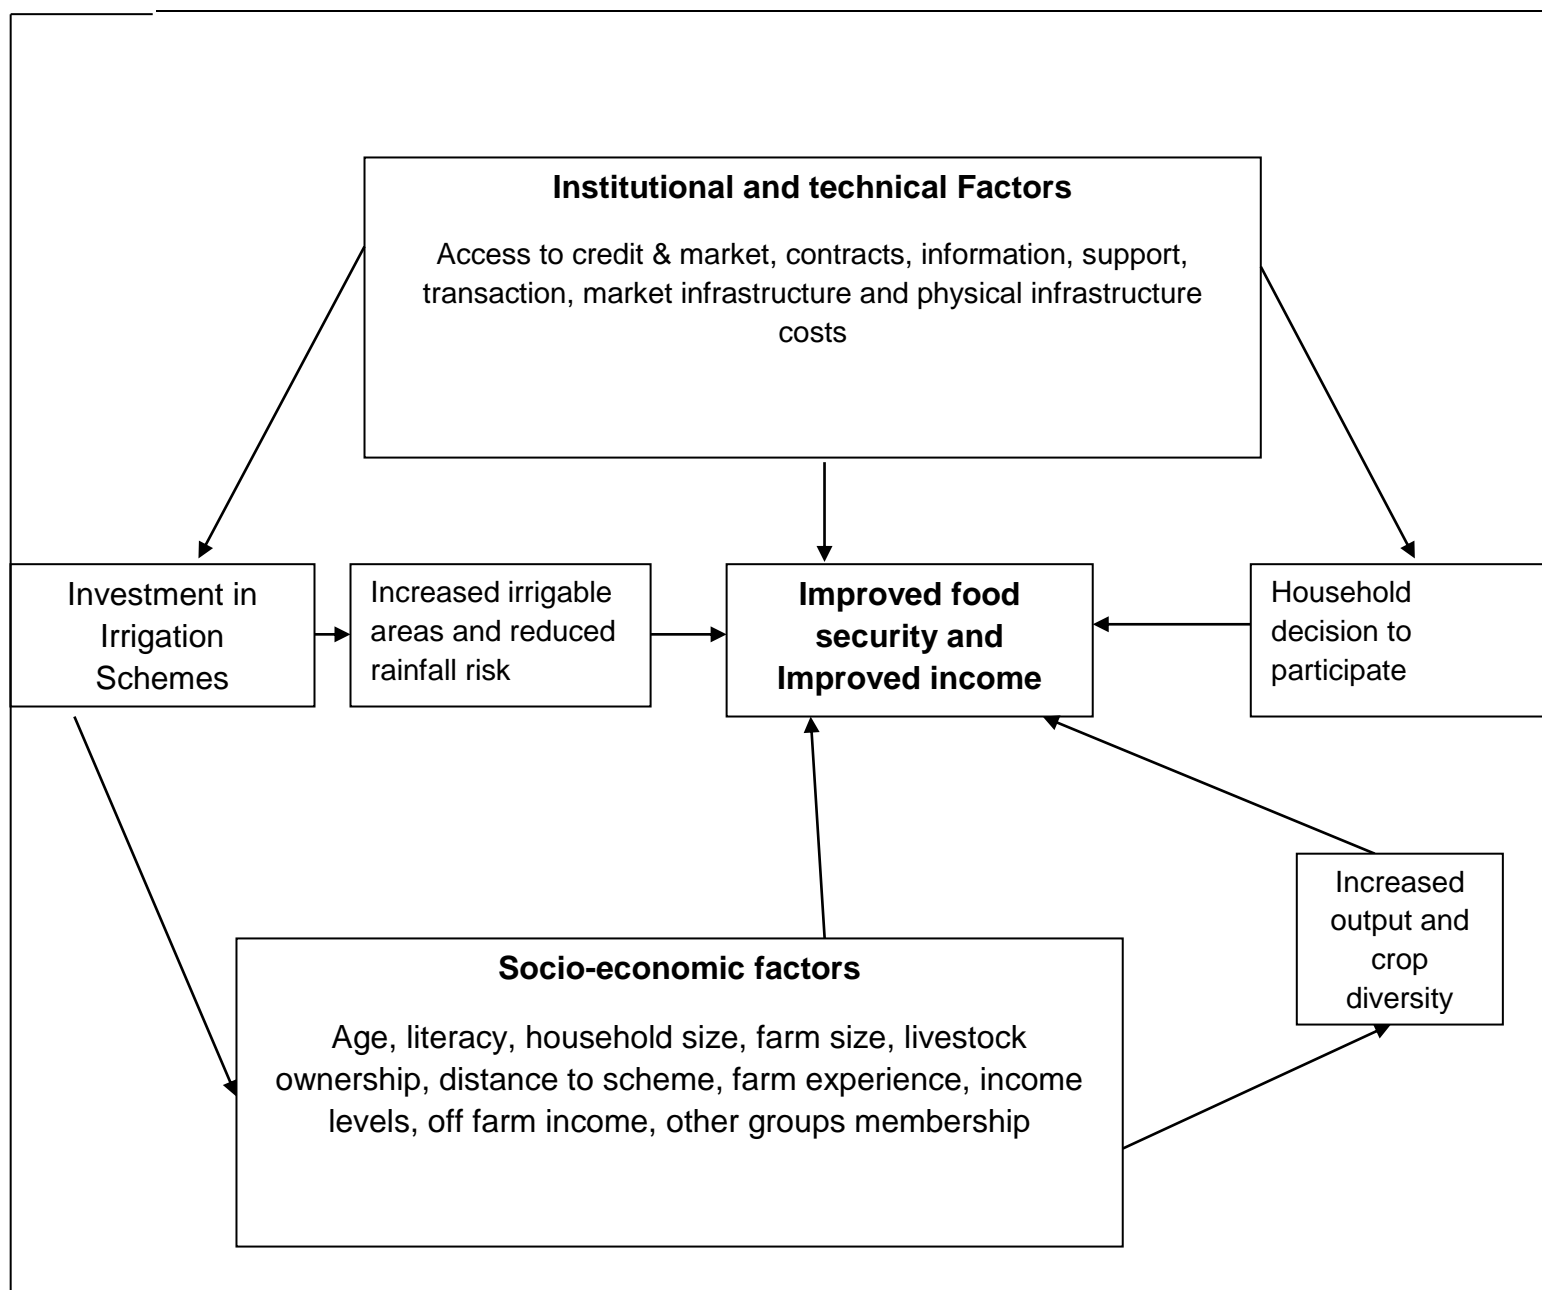 Institutional and technical Factors
Access to credit & market, contracts, information, support,
transaction, market infrastructure and physical infrastructure
costs
Investment in
Irrigation
Schemes
Increased irrigable
areas and reduced
rainfall risk
Improved food
security and
Improved income
Household
decision to
participate
Increased
output and
crop
diversity
Socio-economic factors
Age, literacy, household size, farm size, livestock
ownership, distance to scheme, farm experience, income
levels, off farm income, other groups membership